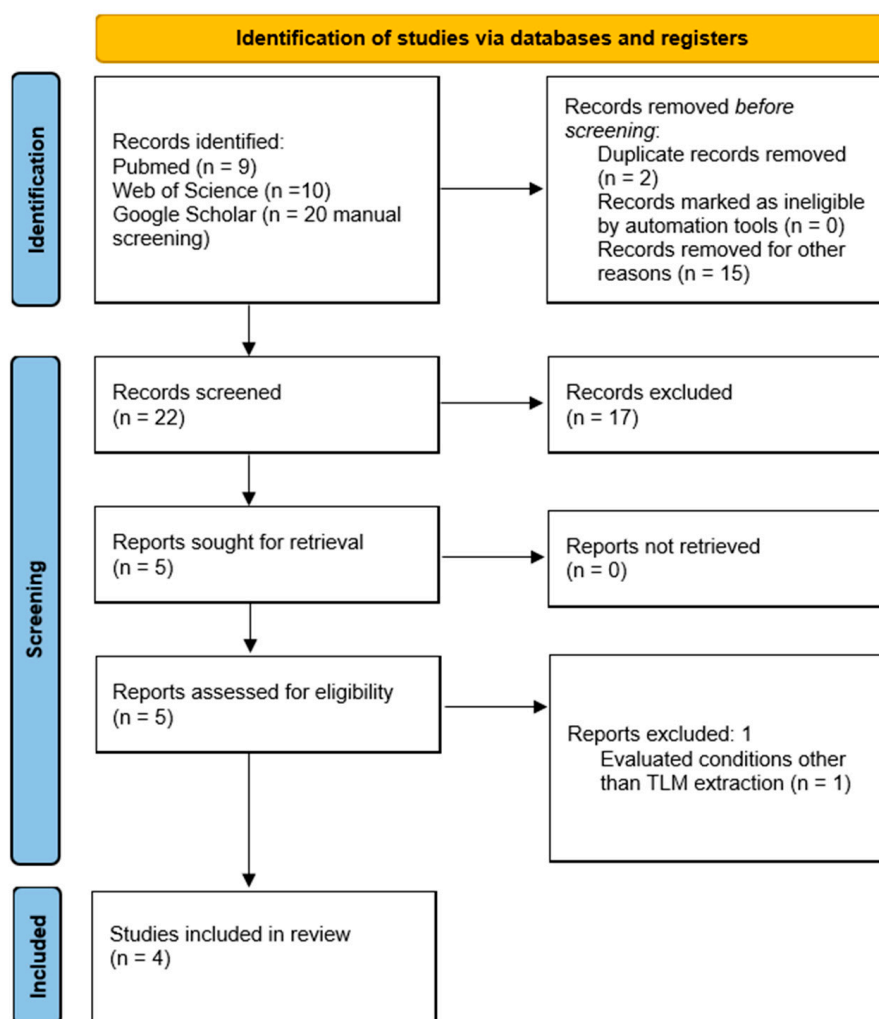 Identification of studies via databases and registers
Identification
Records identified:
Pubmed (n = 9)
Web of Science (n =10)
Google Scholar (n = 20 manual
screening)
Records removed before
screening:
Duplicate records removed
(n = 2)
Records marked as ineligible
by automation tools (n = 0)
Records removed for other
reasons (n = 15)
Screening
Records screened
(n = 22)
Records excluded
(n = 17)
Reports sought for retrieval
(n = 5)
Reports not retrieved
(n = 0)
Reports assessed for eligibility
(n = 5)
Reports excluded: 1
Evaluated conditions other
than TLM extraction (n = 1)
Included
Studies included in review
(n = 4)